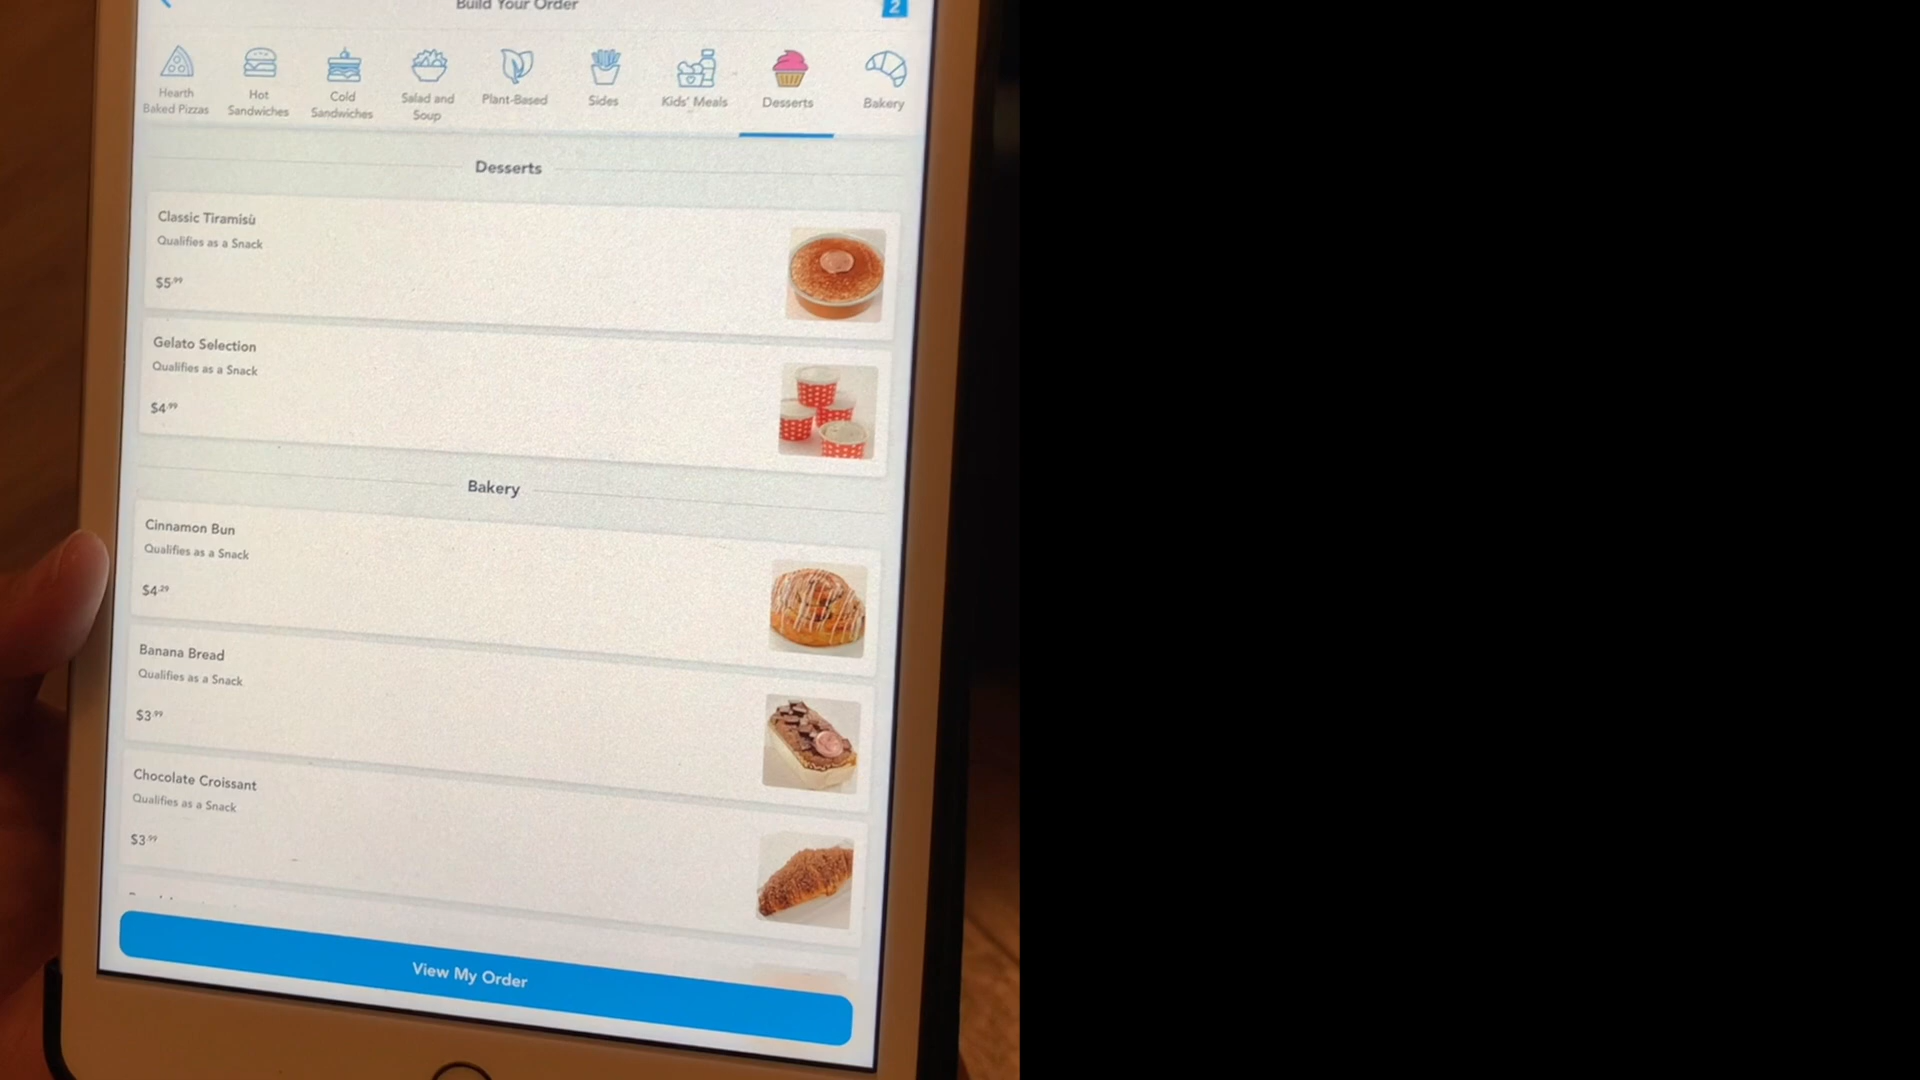 Build Your Order
2
Hearth
Baked Pizzas
Hot
Sandwiches
Cold
Sandwiches
Salad and
Soup
Plant-Based
Sides
Kids' Meals
Desserts
Bakery
Desserts
Classic Tiramisù
Qualifies as a Snack
$5.99
Gelato Selection
Qualifies as a Snack
$4.99
Bakery
Cinnamon Bun
Qualifies as a Snack
$4.29
Banana Bread
Qualifies as a Snack
$3.99
Chocolate Croissant
Qualifies as a Snack
$3.99
View My Order